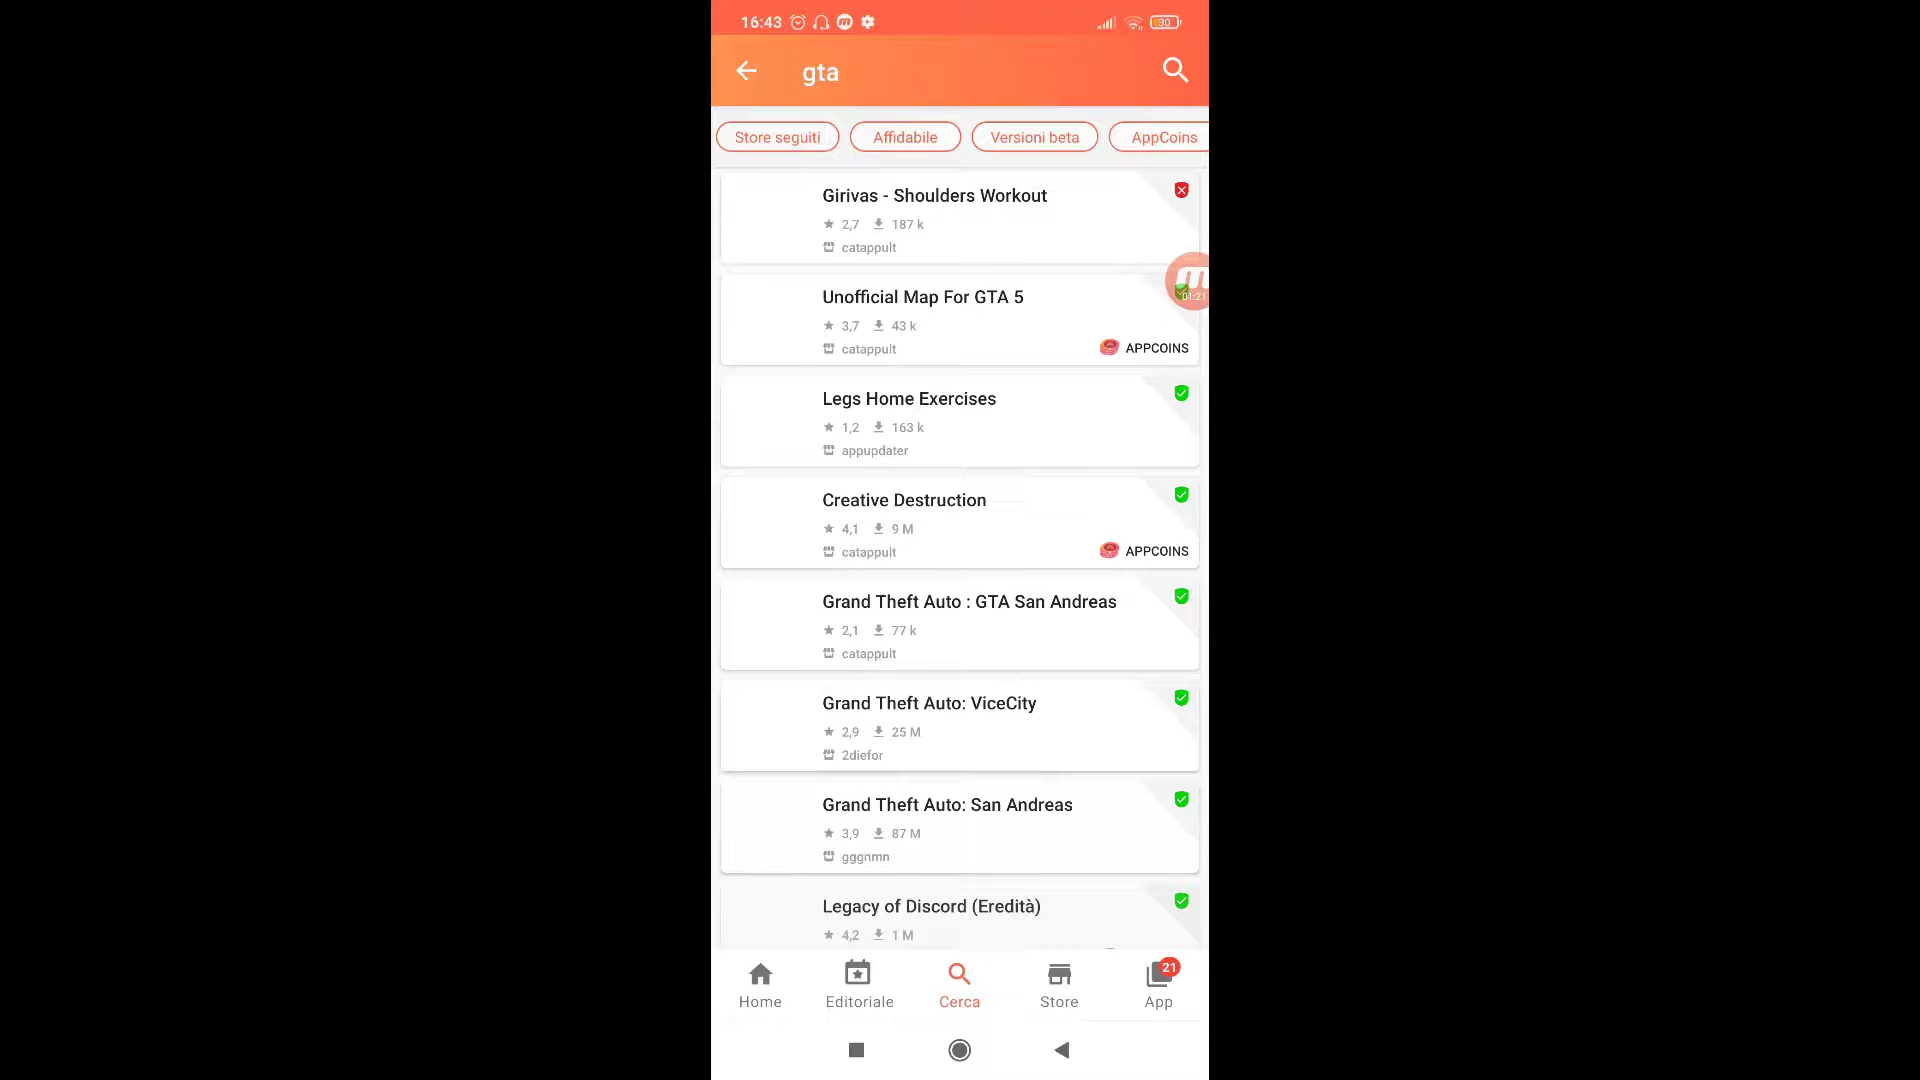 16:43
30
gta
Store seguiti
Affidabile
Versioni beta
AppCoins
Girivas - Shoulders Workout
2,7 187 k
catappult
01:21
Unofficial Map For GTA 5
3,7 43 k
catappult
APPCOINS
Legs Home Exercises
1,2 163 k
appupdater
Creative Destruction
4,1 9 M
catappult
APPCOINS
Grand Theft Auto : GTA San Andreas
2,1 77 k
catappult
Grand Theft Auto: ViceCity
2,9 25 M
2diefor
Grand Theft Auto: San Andreas
3,9 87 M
gggnmn
Legacy of Discord (Eredità)
4,2 1 M
21
Home
Editoriale
Cerca
Store
App